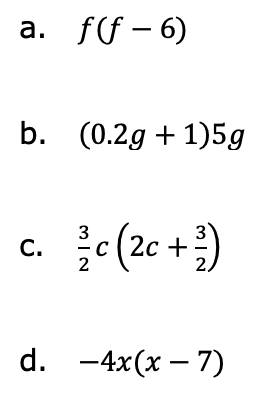 a. f(f − 6)
b. (0.2g + 1)5g
c. 3/2 c (2c + 3/2)
d. −4x(x − 7)